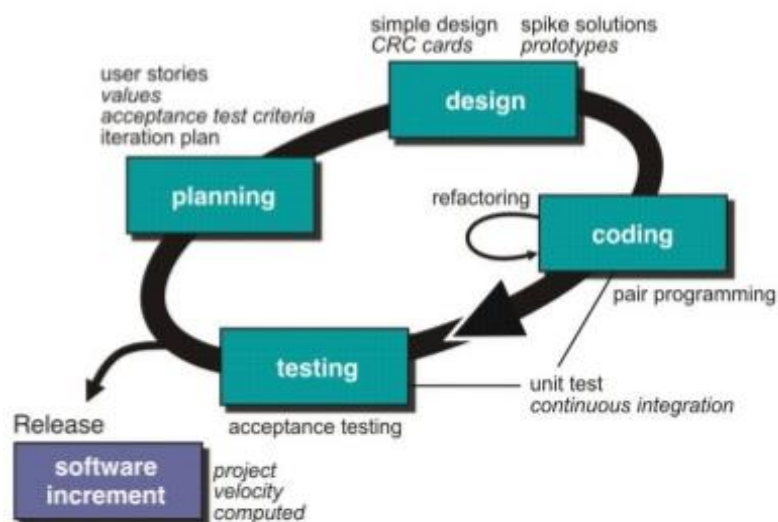 simple design
CRC cards
spike solutions
prototypes
user stories
values
acceptance test criteria
iteration plan
design
planning
refactoring
coding
pair programming
testing
unit test
continuous integration
acceptance testing
Release
software
increment
project
velocity
computed